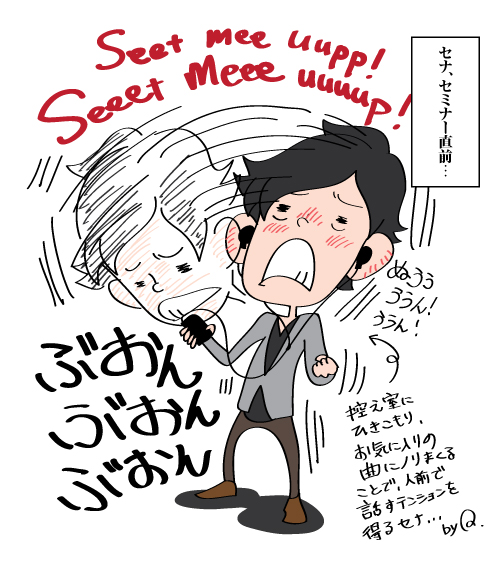 Seet mee uupp!
Seeet Meee uuuup!
セナ、セミナー直前…
ぬぅぅ
ううん!
ううん!
ぶおん
ぶおん
ぶおん
控え室に
ひきこもり、
お気に入りの
曲にノリまくる
ことで、人前で
話すテンションを
得るセナ…
by Q.